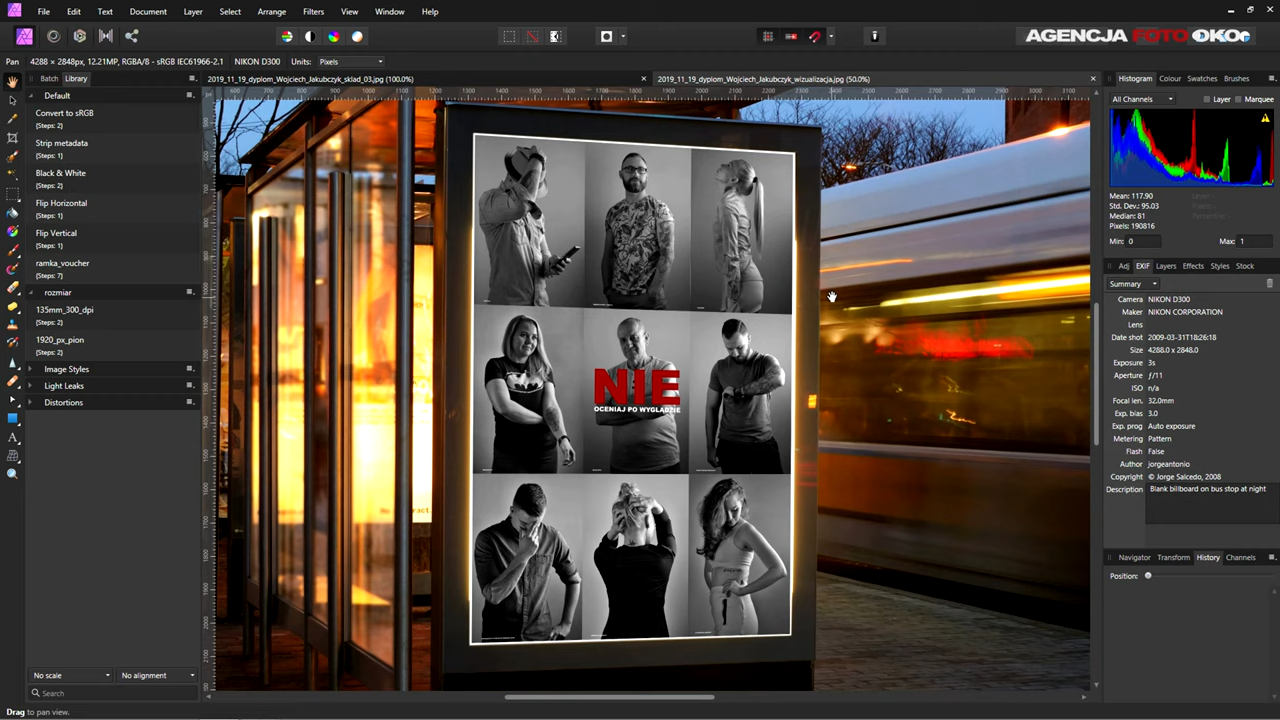 File Edit Text Document Layer Select Arrange Filters View Window Help
AGENCJA FOTO OKO
Pan 4288 × 2848px, 12.21MP, RGBA/8 - sRGB IEC61966-2.1 NIKON D300 Units: Pixels
Batch Library
2019_11_19_dyplom_Wojciech_Jakubczyk_sklad_03.jpg (100.0%)
2019_11_19_dyplom_Wojciech_Jakubczyk_wizualizacja.jpg (50.0%)
Default
Convert to sRGB
(Steps: 2)
Strip metadata
(Steps: 1)
Black & White
(Steps: 2)
Flip Horizontal
(Steps: 2)
Flip Vertical
(Steps: 1)
ramka_voucher
(Steps: 7)
rozmiar
135mm_300_dpi
(Steps: 2)
1920_px_pion
(Steps: 2)
Image Styles
Light Leaks
Distortions
No scale No alignment
Search
Drag to pan view.
NIE
OCENIAJ PO WYGLĄDZIE
Histogram Colour Swatches Brushes
All Channels Layer Marquee
Mean: 117.90
Std. Dev.: 95.03
Median: 81
Pixels: 190816
Min: 0 Max: 1
Adj EXIF Layers Effects Styles Stock
Summary
Camera NIKON D300
Maker NIKON CORPORATION
Lens
Date shot 2009-03-31T18:26:18
Size 4288.0 x 2848.0
Exposure 3s
Aperture ƒ/11
ISO n/a
Focal len. 32.0mm
Exp. bias 3.0
Exp. prog Auto exposure
Metering Pattern
Flash False
Author jorgeantonio
Copyright © Jorge Salcedo, 2008
Description Blank bilboard on bus stop at night
Navigator Transform History Channels
Position: